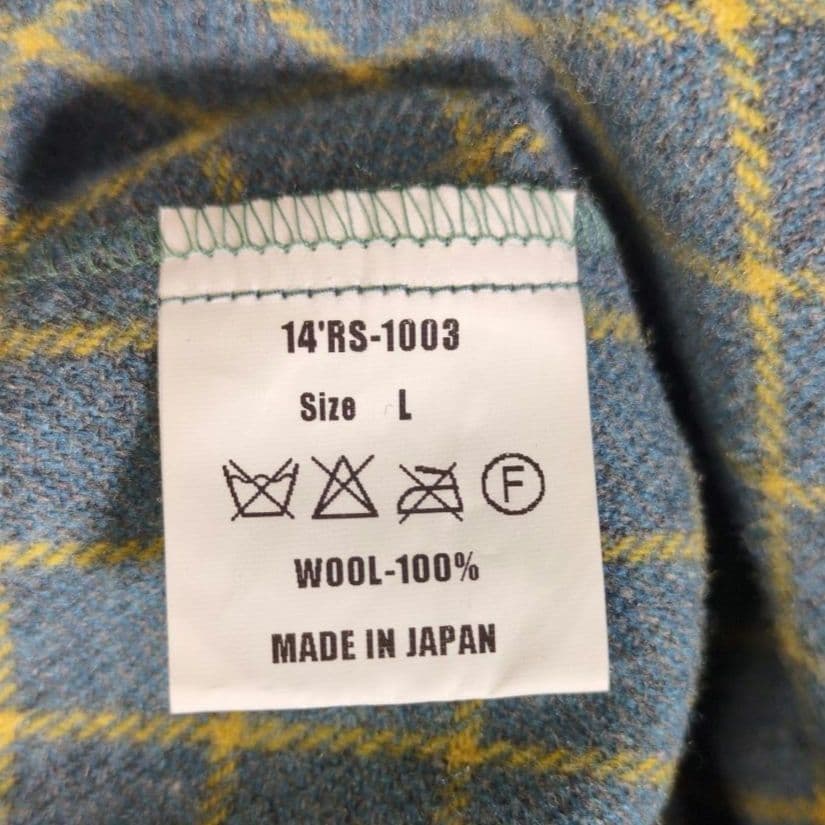 14'RS-1003
Size L
F
WOOL-100%
MADE IN JAPAN